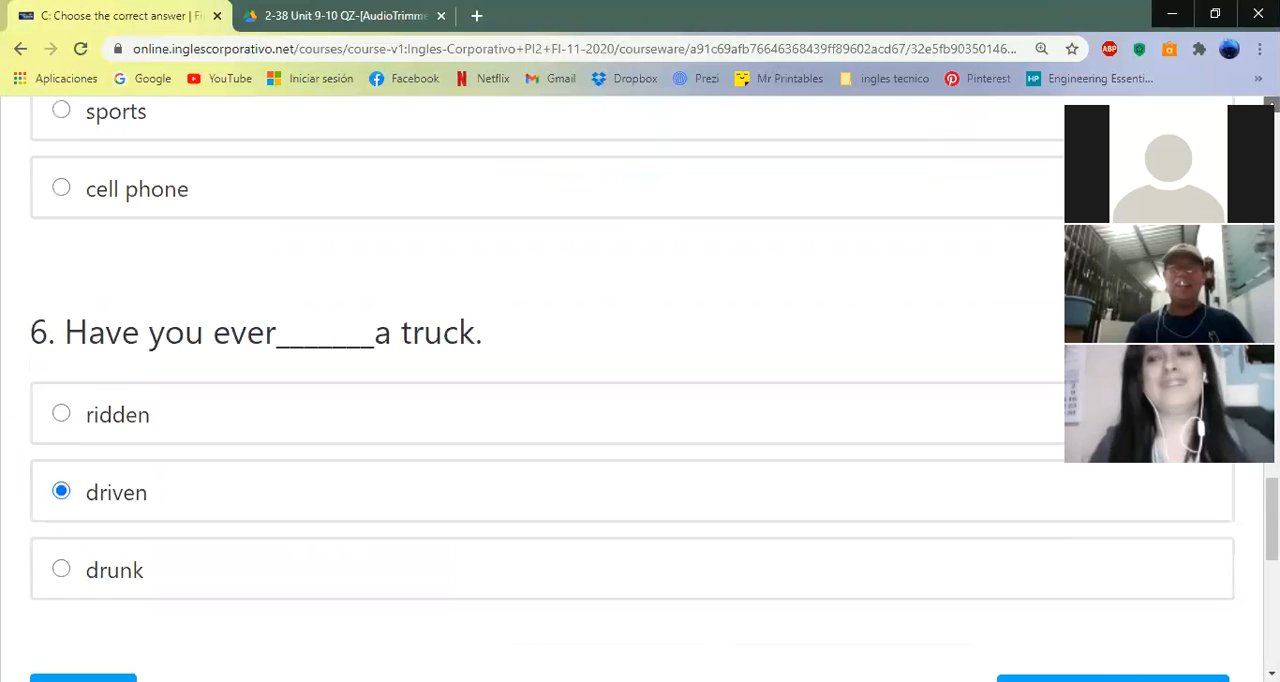 C: Choose the correct answer | F
2-38 Unit 9-10 QZ-[AudioTrimme
online.inglescorporativo.net/courses/course-v1:Ingles-Corporativo+PI2+FI-11-2020/courseware/a91c69afb76646368439ff89602acd67/32e5fb90350146...
ABP
Aplicaciones
Google
YouTube
Iniciar sesión
Facebook
Netflix
Gmail
Dropbox
Prezi
Mr Printables
ingles tecnico
Pinterest
HP
Engineering Essenti...
»
sports
cell phone
6. Have you ever_______a truck.
ridden
driven
drunk